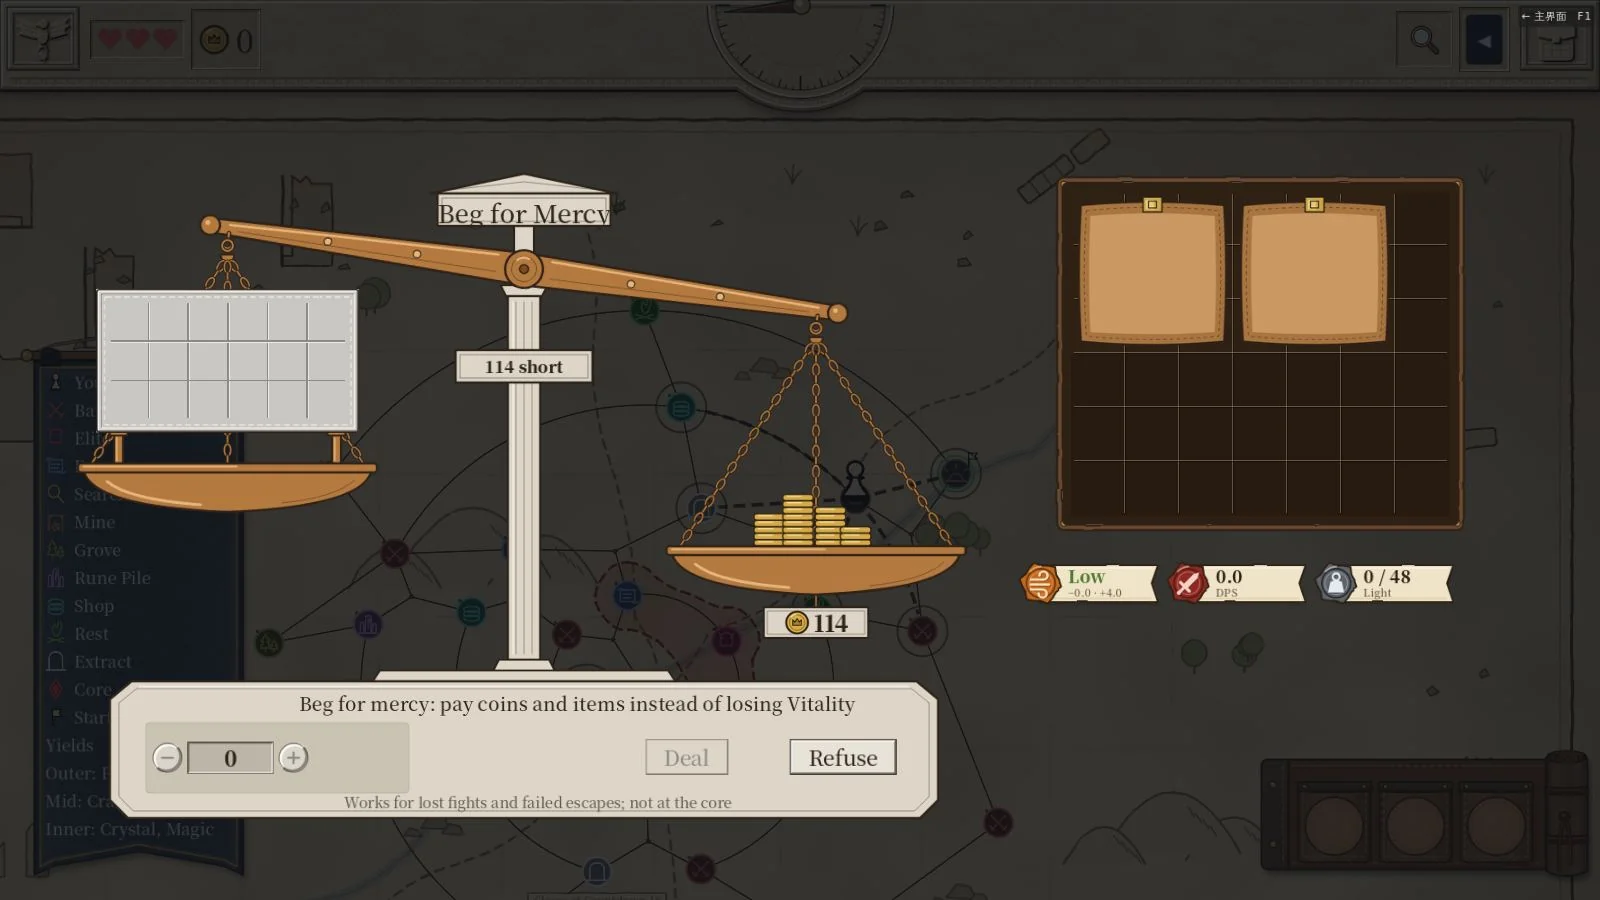 0
← 主界面 F1
Beg for Mercy
114 short
Mine
Grove
Rune Pile
Shop
Rest
Extract
Core
Yields
Inner: Crystal, Magic
114
Low
−0.0 · +4.0
0.0
DPS
0 / 48
Light
Beg for mercy: pay coins and items instead of losing Vitality
0
Deal
Refuse
Works for lost fights and failed escapes; not at the core